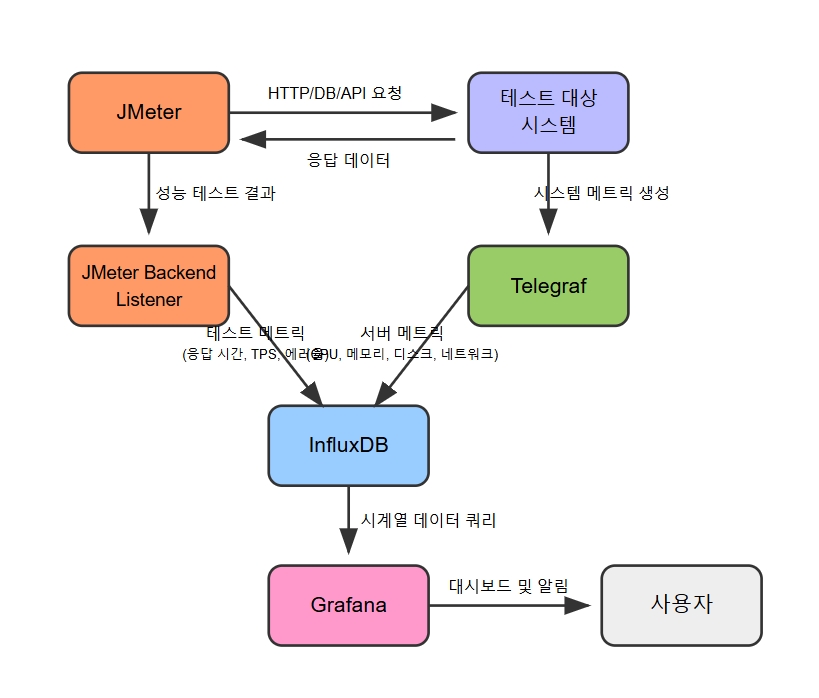 JMeter
HTTP/DB/API 요청
테스트 대상
시스템
응답 데이터
성능 테스트 결과
시스템 메트릭 생성
JMeter Backend
Listener
Telegraf
테스트 메트릭
(응답 시간, TPS, 에러율)
서버 메트릭
(CPU, 메모리, 디스크, 네트워크)
InfluxDB
시계열 데이터 쿼리
Grafana
대시보드 및 알림
사용자